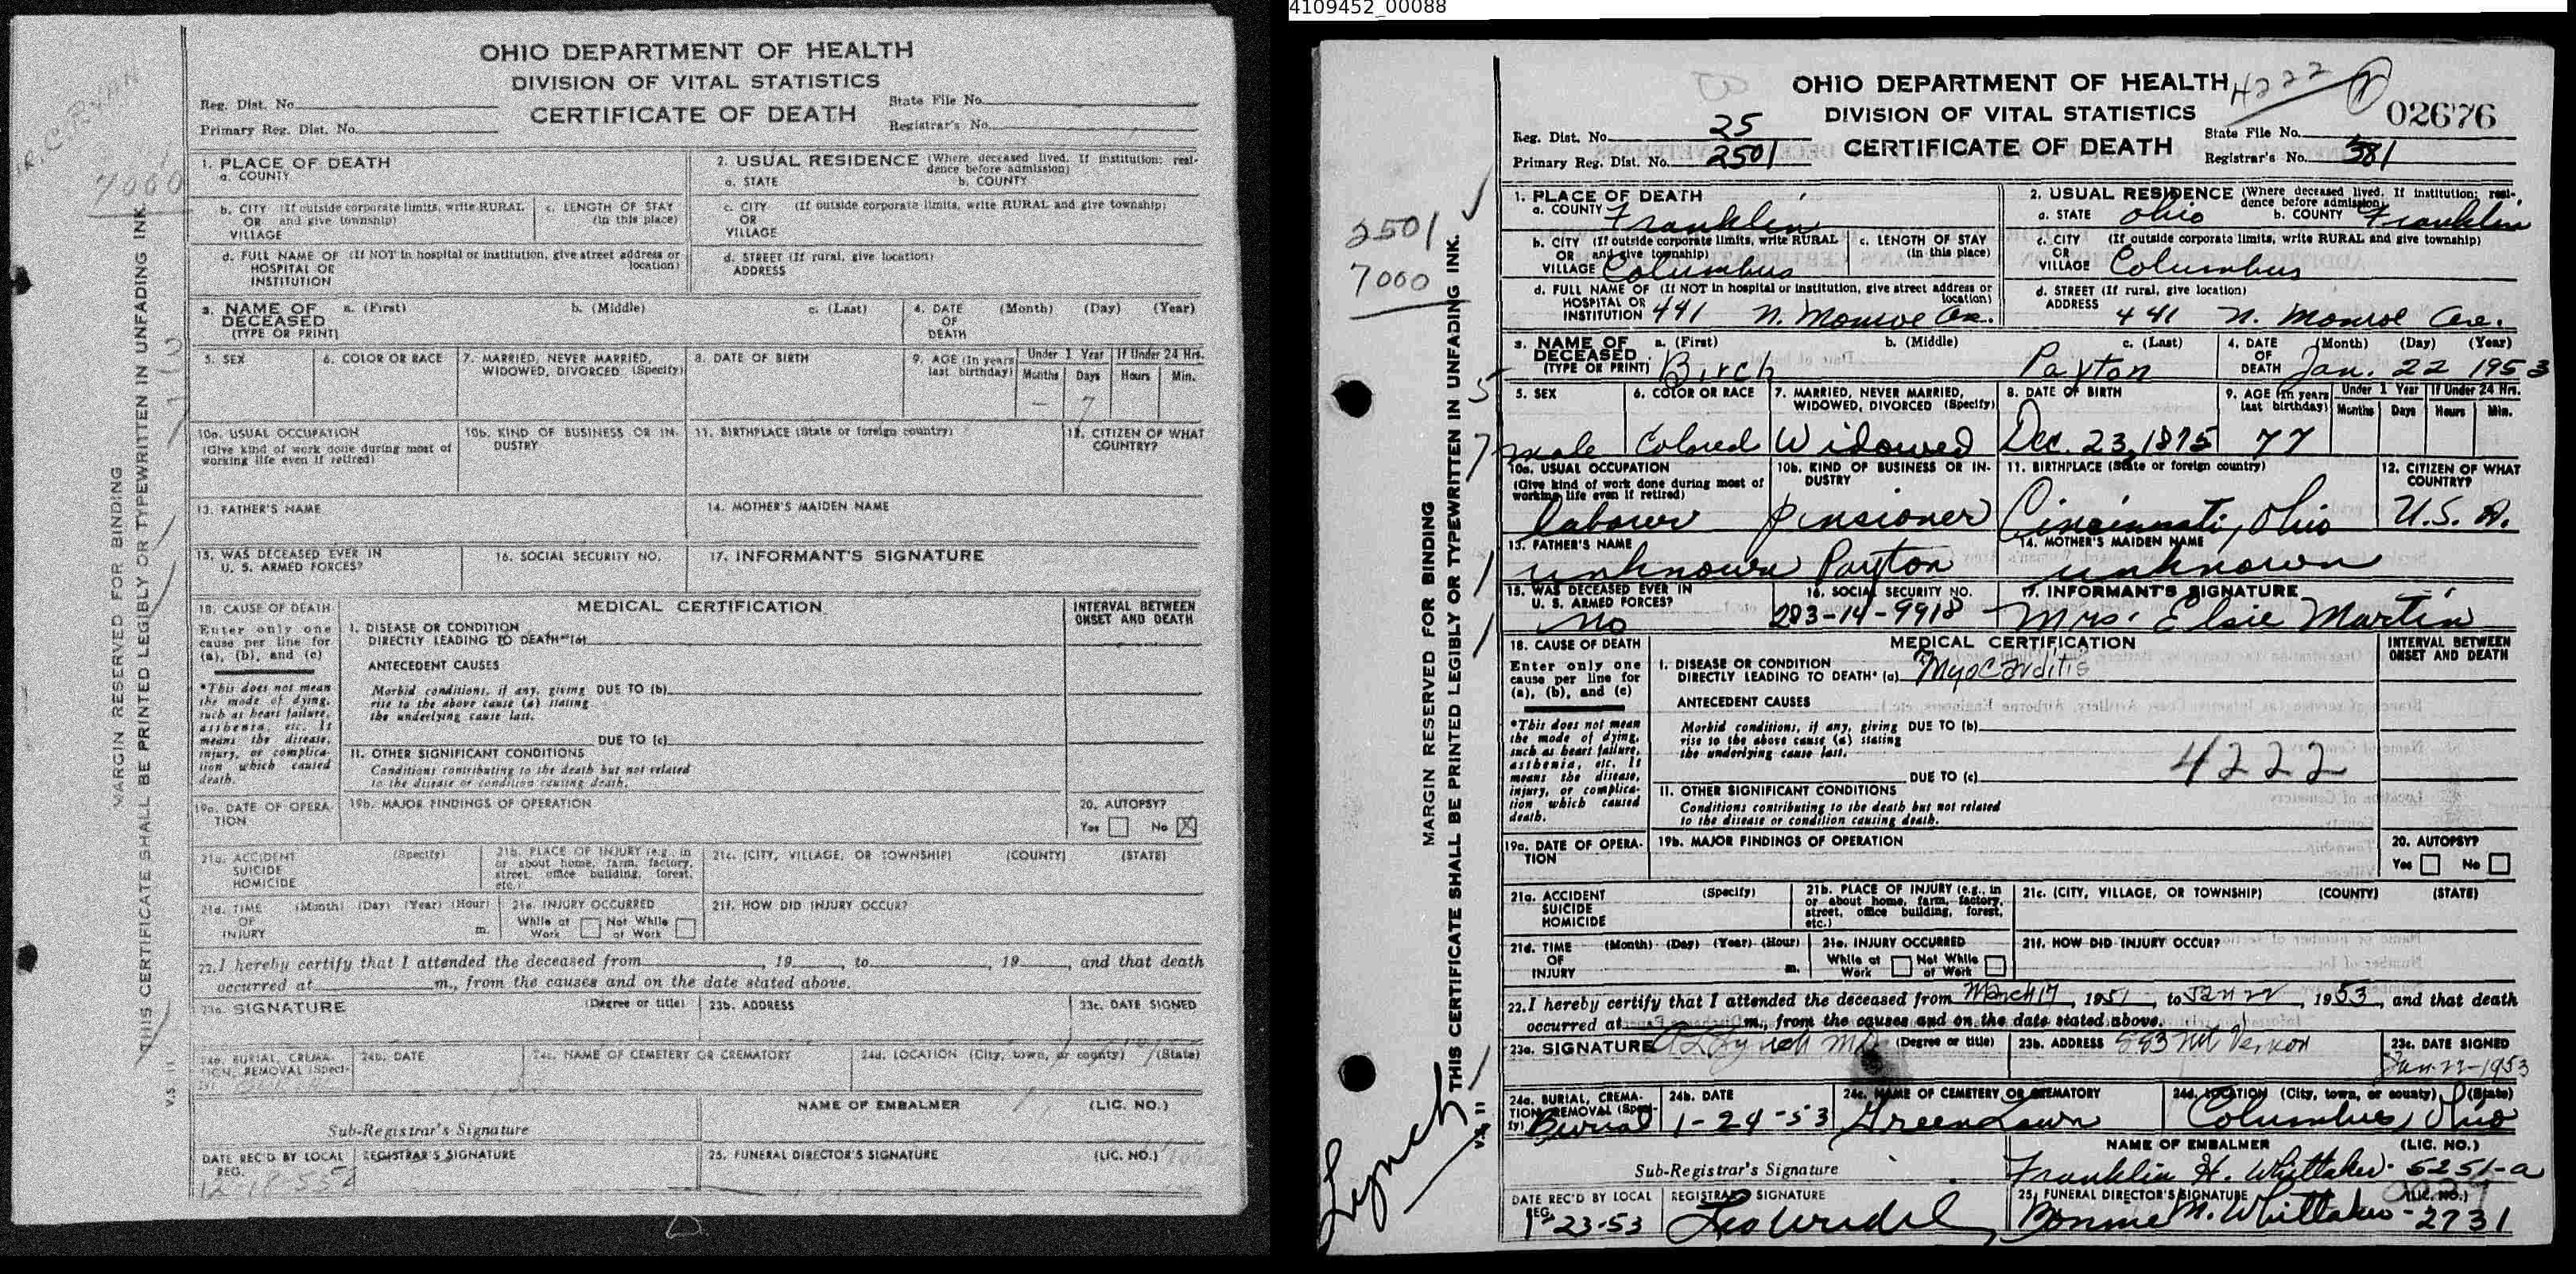 4109452_00088
OHIO DEPARTMENT OF HEALTH
DIVISION OF VITAL STATISTICS
CERTIFICATE OF DEATH
Reg. Dist. No.
Primary Reg. Dist. No.
State File No.
Registrar's No.
7000
1. PLACE OF DEATH
a. COUNTY
2. USUAL RESIDENCE (Where deceased lived. If institution: resi-
dence before admission)
a. STATE b. COUNTY
b. CITY (If outside corporate limits, write RURAL
OR and give township)
VILLAGE
c. LENGTH OF STAY
(in this place)
c. CITY (If outside corporate limits, write RURAL and give township)
OR
VILLAGE
d. FULL NAME OF (If NOT in hospital or institution, give street address or
HOSPITAL OR location)
INSTITUTION
d. STREET (If rural, give location)
ADDRESS
3. NAME OF a. (First) b. (Middle) c. (Last)
DECEASED
(TYPE OR PRINT)
4. DATE (Month) (Day) (Year)
OF
DEATH
5. SEX
6. COLOR OR RACE
7. MARRIED, NEVER MARRIED,
WIDOWED, DIVORCED (Specify)
8. DATE OF BIRTH
9. AGE (In years
last birthday)
Under 1 Year If Under 24 Hrs.
Months Days Hours Min.
7
10a. USUAL OCCUPATION
(Give kind of work done during most of
working life even if retired)
10b. KIND OF BUSINESS OR IN-
DUSTRY
11. BIRTHPLACE (State or foreign country)
12. CITIZEN OF WHAT
COUNTRY?
13. FATHER'S NAME
14. MOTHER'S MAIDEN NAME
15. WAS DECEASED EVER IN
U. S. ARMED FORCES?
16. SOCIAL SECURITY NO.
17. INFORMANT'S SIGNATURE
18. CAUSE OF DEATH
Enter only one
cause per line for
(a), (b), and (c)
*This does not mean
the mode of dying,
such as heart failure,
asthenia, etc. It
means the disease,
injury, or complica-
tion which caused
death.
MEDICAL CERTIFICATION
INTERVAL BETWEEN
ONSET AND DEATH
I. DISEASE OR CONDITION
DIRECTLY LEADING TO DEATH* (a)
ANTECEDENT CAUSES
Morbid conditions, if any, giving DUE TO (b)
rise to the above cause (a) stating
the underlying cause last.
DUE TO (c)
II. OTHER SIGNIFICANT CONDITIONS
Conditions contributing to the death but not related
to the disease or condition causing death.
19a. DATE OF OPERA-
TION
19b. MAJOR FINDINGS OF OPERATION
20. AUTOPSY?
Yes No
21a. ACCIDENT (Specify)
SUICIDE
HOMICIDE
21b. PLACE OF INJURY (e.g., in
or about home, farm, factory,
street, office building, forest,
etc.)
21c. (CITY, VILLAGE, OR TOWNSHIP) (COUNTY) (STATE)
21d. TIME (Month) (Day) (Year) (Hour)
OF
INJURY m.
21e. INJURY OCCURRED
While at Not While
Work at Work
21f. HOW DID INJURY OCCUR?
22. I hereby certify that I attended the deceased from , 19 , to , 19 , and that death
occurred at m., from the causes and on the date stated above.
23a. SIGNATURE (Degree or title)
23b. ADDRESS
23c. DATE SIGNED
24a. BURIAL, CREMA-
TION, REMOVAL (Speci-
24b. DATE
24c. NAME OF CEMETERY OR CREMATORY
24d. LOCATION (City, town, or county) (State)
NAME OF EMBALMER (LIC. NO.)
Sub-Registrar's Signature
DATE REC'D BY LOCAL
REG.
REGISTRAR'S SIGNATURE
25. FUNERAL DIRECTOR'S SIGNATURE (LIC. NO.)
MARGIN RESERVED FOR BINDING
THIS CERTIFICATE SHALL BE PRINTED LEGIBLY OR TYPEWRITTEN IN UNFADING INK.
V.S. 11
OHIO DEPARTMENT OF HEALTH
DIVISION OF VITAL STATISTICS
CERTIFICATE OF DEATH
4222
02676
Reg. Dist. No. 25
Primary Reg. Dist. No. 2501
State File No.
Registrar's No. 381
2501
7000
1. PLACE OF DEATH
a. COUNTY Franklin
2. USUAL RESIDENCE (Where deceased lived. If institution: resi-
dence before admission)
a. STATE Ohio b. COUNTY Franklin
b. CITY (If outside corporate limits, write RURAL
OR and give township)
VILLAGE Columbus
c. LENGTH OF STAY
(in this place)
c. CITY (If outside corporate limits, write RURAL and give township)
OR
VILLAGE Columbus
d. FULL NAME OF (If NOT in hospital or institution, give street address or
HOSPITAL OR location)
INSTITUTION 441 N. Monroe Ave.
d. STREET (If rural, give location)
ADDRESS 441 N. Monroe Ave.
3. NAME OF a. (First) b. (Middle) c. (Last)
DECEASED
(TYPE OR PRINT) Birch Payton
4. DATE (Month) (Day) (Year)
OF
DEATH Jan. 22 1953
5. SEX
male
6. COLOR OR RACE
Colored
7. MARRIED, NEVER MARRIED,
WIDOWED, DIVORCED (Specify)
Widowed
8. DATE OF BIRTH
Dec. 23, 1875
9. AGE (In years
last birthday)
77
Under 1 Year If Under 24 Hrs.
Months Days Hours Min.
10a. USUAL OCCUPATION
(Give kind of work done during most of
working life even if retired)
laborer
10b. KIND OF BUSINESS OR IN-
DUSTRY
pensioner
11. BIRTHPLACE (State or foreign country)
Cincinnati, Ohio
12. CITIZEN OF WHAT
COUNTRY?
U.S.A.
13. FATHER'S NAME
unknown Payton
14. MOTHER'S MAIDEN NAME
unknown
15. WAS DECEASED EVER IN
U. S. ARMED FORCES?
No
16. SOCIAL SECURITY NO.
293-14-9918
17. INFORMANT'S SIGNATURE
Mrs. Elsie Martin
18. CAUSE OF DEATH
Enter only one
cause per line for
(a), (b), and (c)
*This does not mean
the mode of dying,
such as heart failure,
asthenia, etc. It
means the disease,
injury, or complica-
tion which caused
death.
MEDICAL CERTIFICATION
INTERVAL BETWEEN
ONSET AND DEATH
I. DISEASE OR CONDITION
DIRECTLY LEADING TO DEATH* (a) Myocarditis
ANTECEDENT CAUSES
Morbid conditions, if any, giving DUE TO (b)
rise to the above cause (a) stating
the underlying cause last.
DUE TO (c)
4222
II. OTHER SIGNIFICANT CONDITIONS
Conditions contributing to the death but not related
to the disease or condition causing death.
19a. DATE OF OPERA-
TION
19b. MAJOR FINDINGS OF OPERATION
20. AUTOPSY?
Yes No
21a. ACCIDENT (Specify)
SUICIDE
HOMICIDE
21b. PLACE OF INJURY (e.g., in
or about home, farm, factory,
street, office building, forest,
etc.)
21c. (CITY, VILLAGE, OR TOWNSHIP) (COUNTY) (STATE)
21d. TIME (Month) (Day) (Year) (Hour)
OF
INJURY m.
21e. INJURY OCCURRED
While at Not While
Work at Work
21f. HOW DID INJURY OCCUR?
22. I hereby certify that I attended the deceased from March 17, 1951, to Jan 22, 1953, and that death
occurred at m., from the causes and on the date stated above.
23a. SIGNATURE Lynch MD (Degree or title)
23b. ADDRESS 883 Mt Vernon
23c. DATE SIGNED
Jan-22-1953
24a. BURIAL, CREMA-
TION, REMOVAL (Speci-
fy) Burial
24b. DATE
1-24-53
24c. NAME OF CEMETERY OR CREMATORY
Green Lawn
24d. LOCATION (City, town, or county) (State)
Columbus, Ohio
NAME OF EMBALMER (LIC. NO.)
Franklin H. Whittaker - 5251-a
Sub-Registrar's Signature
DATE REC'D BY LOCAL
REG.
1-23-53
REGISTRAR'S SIGNATURE
25. FUNERAL DIRECTOR'S SIGNATURE (LIC. NO.)
Bonnie M. Whittaker - 2731
MARGIN RESERVED FOR BINDING
THIS CERTIFICATE SHALL BE PRINTED LEGIBLY OR TYPEWRITTEN IN UNFADING INK.
V.S. 11
Lynch